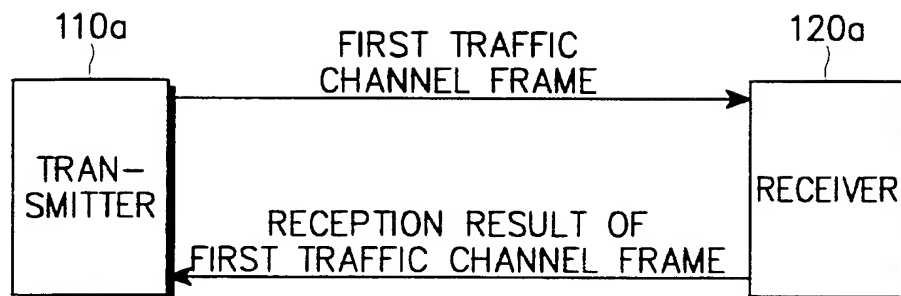 110a
120a
FIRST TRAFFIC
CHANNEL FRAME
TRAN-
SMITTER
RECEIVER
RECEPTION RESULT OF
FIRST TRAFFIC CHANNEL FRAME